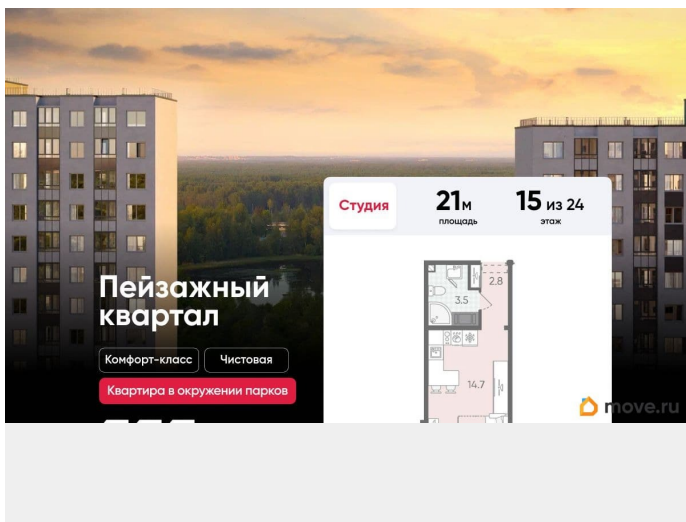 Студия
21м
площадь
15 из 24
этаж
Пейзажный
квартал
Комфорт-класс
Чистовая
Квартира в окружении парков
2.8
3.5
14.7
move.ru